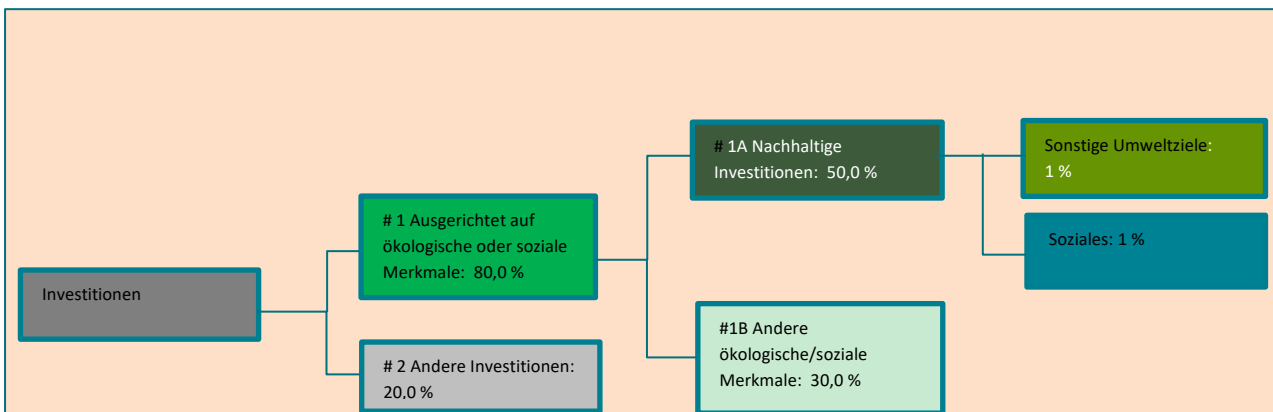 Investitionen
# 1 Ausgerichtet auf
ökologische oder soziale
Merkmale: 80,0 %
# 2 Andere Investitionen:
20,0 %
# 1A Nachhaltige
Investitionen: 50,0 %
#1B Andere
ökologische/soziale
Merkmale: 30,0 %
Sonstige Umweltziele:
1 %
Soziales: 1 %